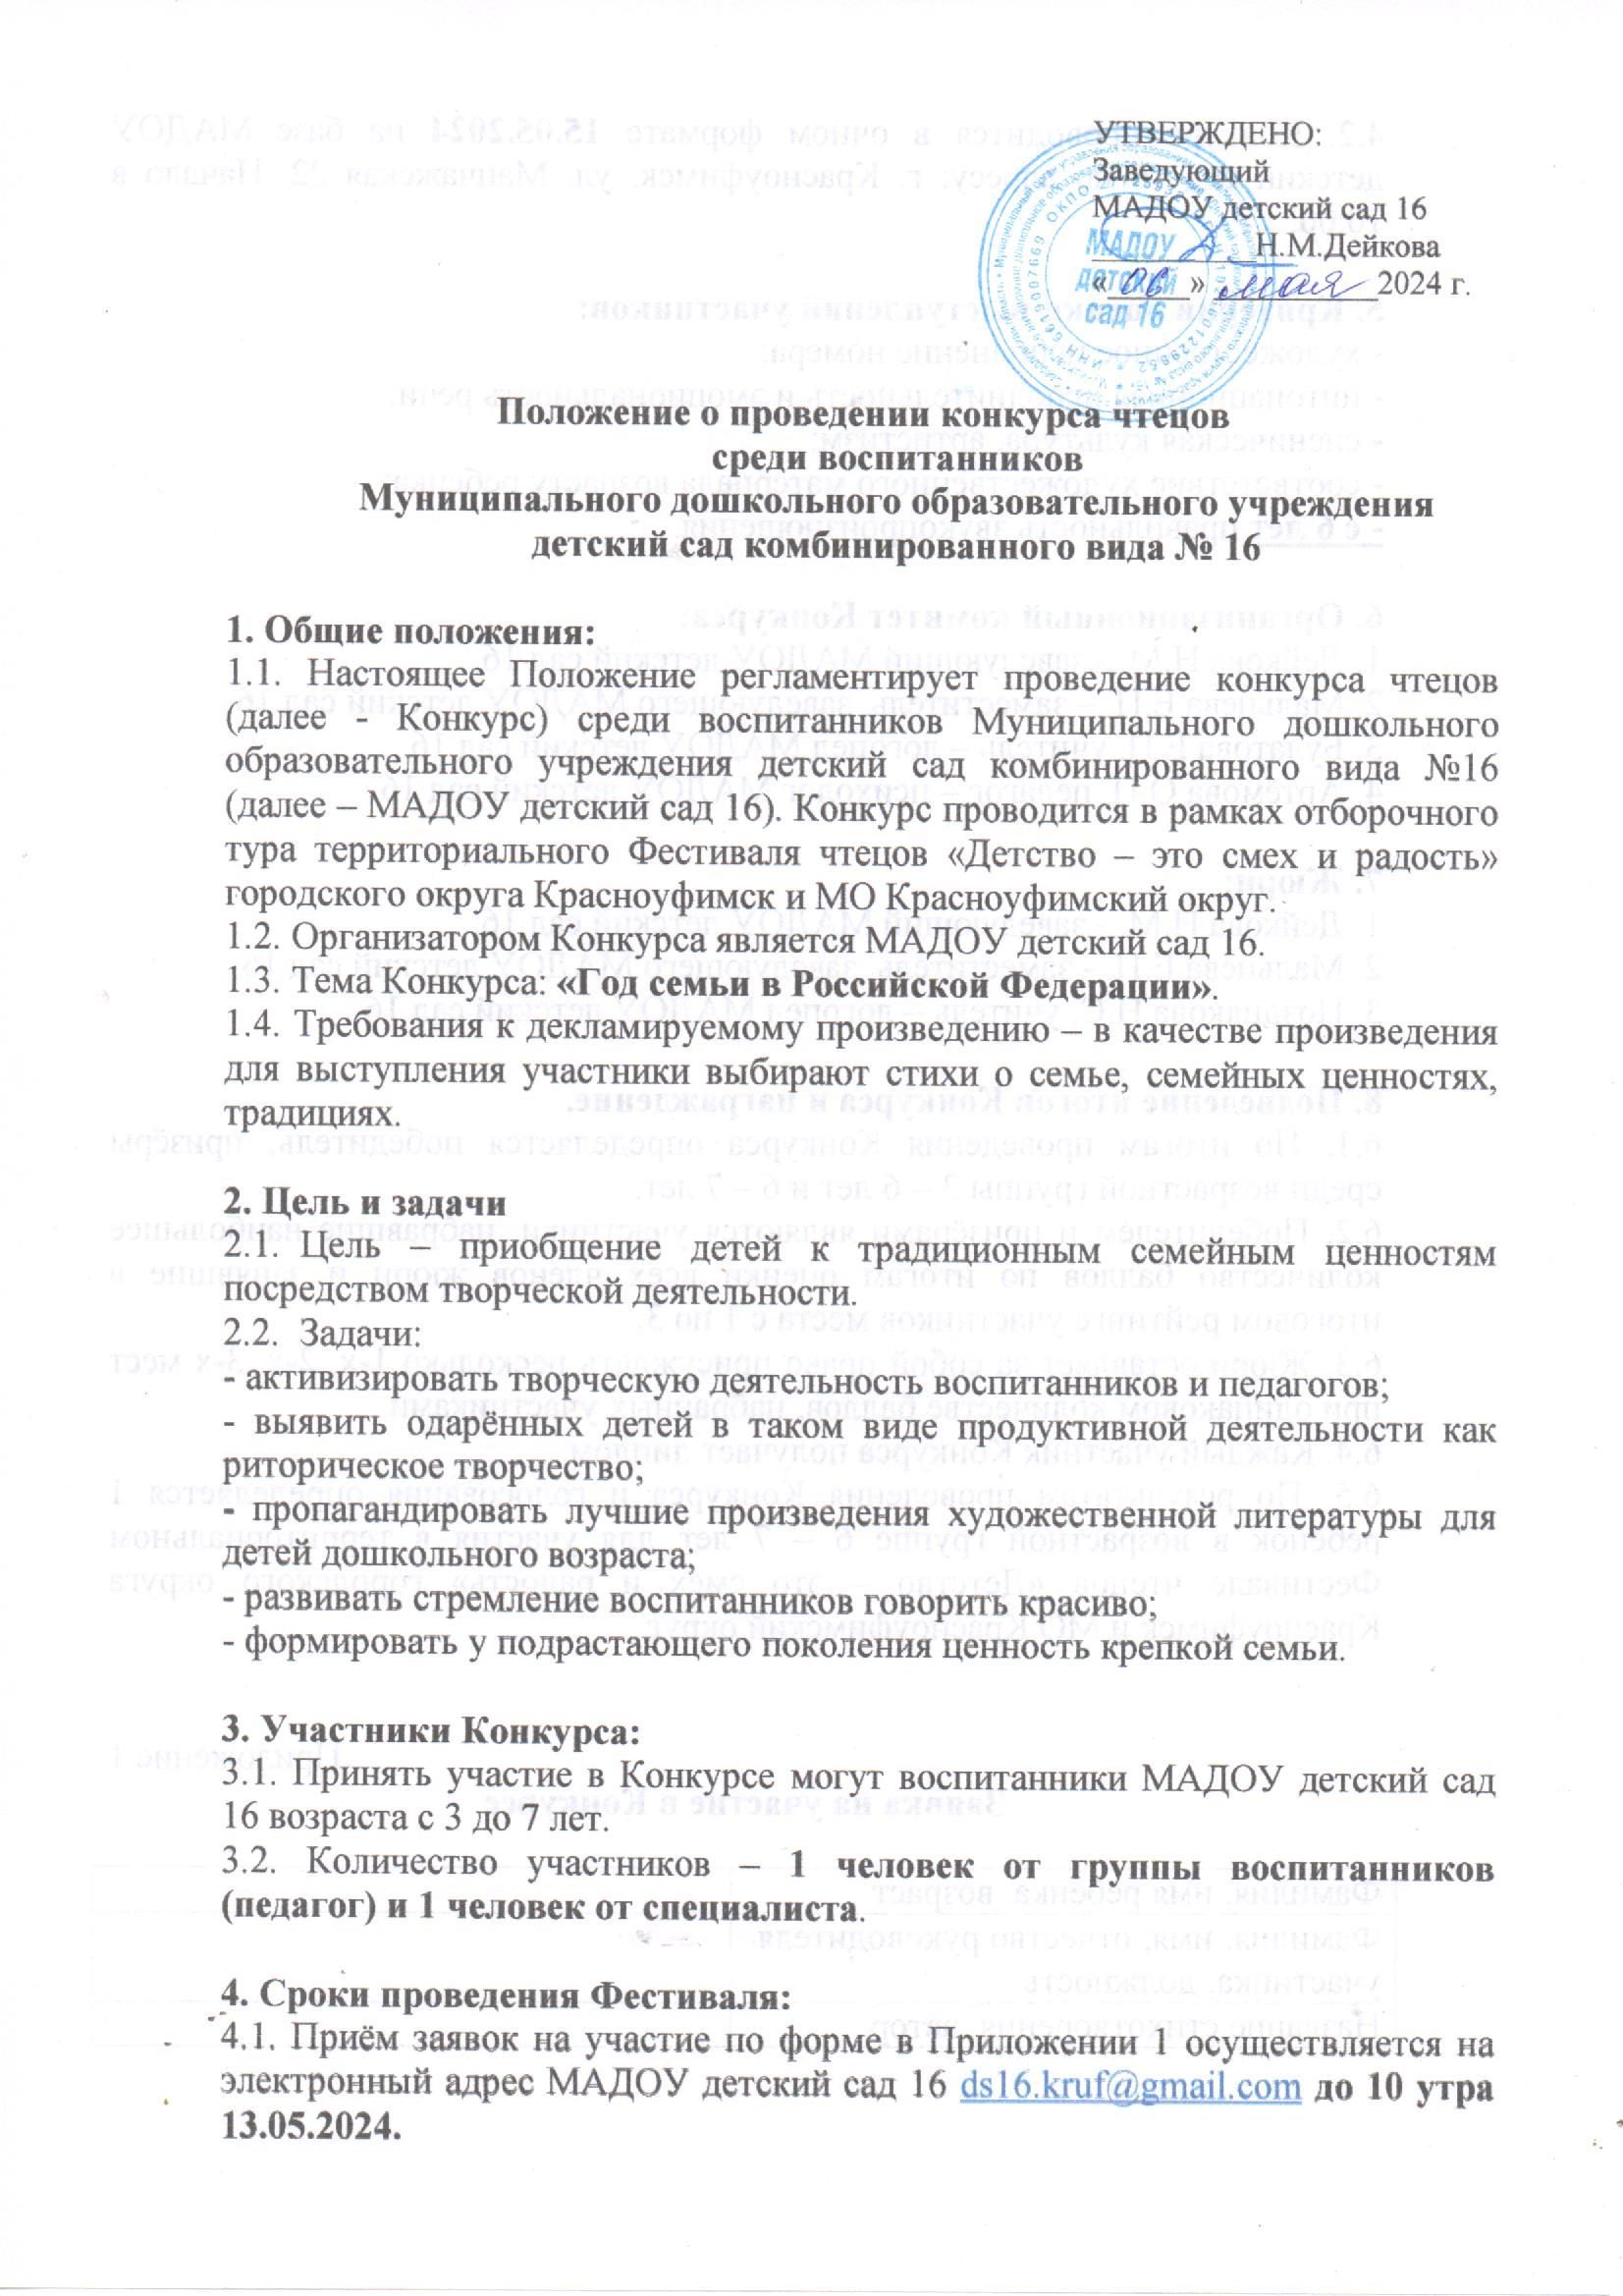 УТВЕРЖДЕНО:
Заведующий
МАДОУ детский сад 16
Н.М.Дейкова
« 06 » мая 2024 г.
МАДОУ
детский
сад 16
Положение о проведении конкурса чтецов
среди воспитанников
Муниципального дошкольного образовательного учреждения
детский сад комбинированного вида № 16
1. Общие положения:
1.1. Настоящее Положение регламентирует проведение конкурса чтецов
(далее - Конкурс) среди воспитанников Муниципального дошкольного
образовательного учреждения детский сад комбинированного вида №16
(далее – МАДОУ детский сад 16). Конкурс проводится в рамках отборочного
тура территориального Фестиваля чтецов «Детство – это смех и радость»
городского округа Красноуфимск и МО Красноуфимский округ.
1.2. Организатором Конкурса является МАДОУ детский сад 16.
1.3. Тема Конкурса: «Год семьи в Российской Федерации».
1.4. Требования к декламируемому произведению – в качестве произведения
для выступления участники выбирают стихи о семье, семейных ценностях,
традициях.
2. Цель и задачи
2.1. Цель – приобщение детей к традиционным семейным ценностям
посредством творческой деятельности.
2.2. Задачи:
- активизировать творческую деятельность воспитанников и педагогов;
- выявить одарённых детей в таком виде продуктивной деятельности как
риторическое творчество;
- пропагандировать лучшие произведения художественной литературы для
детей дошкольного возраста;
- развивать стремление воспитанников говорить красиво;
- формировать у подрастающего поколения ценность крепкой семьи.
3. Участники Конкурса:
3.1. Принять участие в Конкурсе могут воспитанники МАДОУ детский сад
16 возраста с 3 до 7 лет.
3.2. Количество участников – 1 человек от группы воспитанников
(педагог) и 1 человек от специалиста.
4. Сроки проведения Фестиваля:
4.1. Приём заявок на участие по форме в Приложении 1 осуществляется на
электронный адрес МАДОУ детский сад 16 ds16.kruf@gmail.com до 10 утра
13.05.2024.